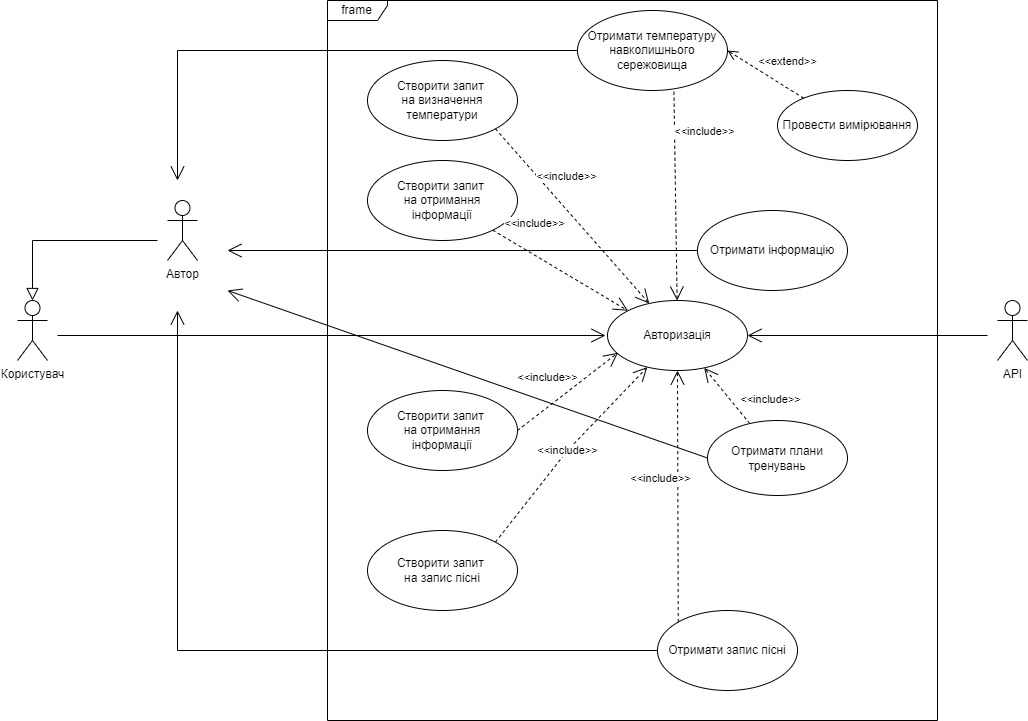 frame
Отримати температуру
навколишнього
сережовища
<<extend>>
Створити запит
на визначення
температури
Провести вимірювання
<<include>>
<<include>>
Створити запит
на отримання
інформації
<<include>>
Отримати інформацію
Автор
Авторизація
Користувач
API
<<include>>
<<include>>
Створити запит
на отримання
інформації
Отримати плани
тренувань
<<include>>
<<include>>
Створити запит
на запис пісні
Отримати запис пісні